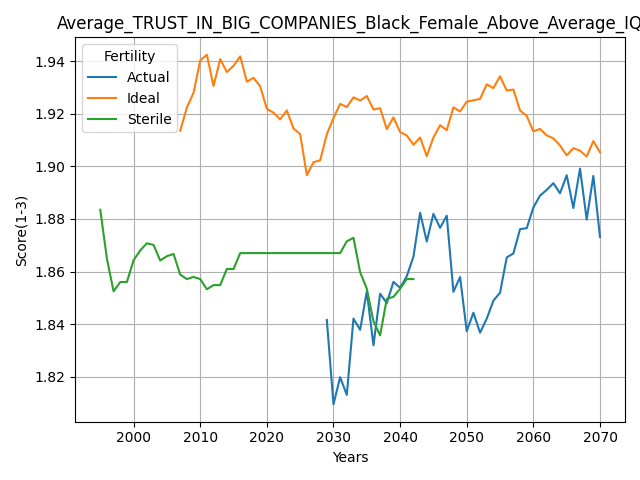 Average_TRUST_IN_BIG_COMPANIES_Black_Female_Above_Average_IQ
Fertility
Actual
Ideal
Sterile
Score(1-3)
1.94
1.92
1.90
1.88
1.86
1.84
1.82
2000 2010 2020 2030 2040 2050 2060 2070
Years